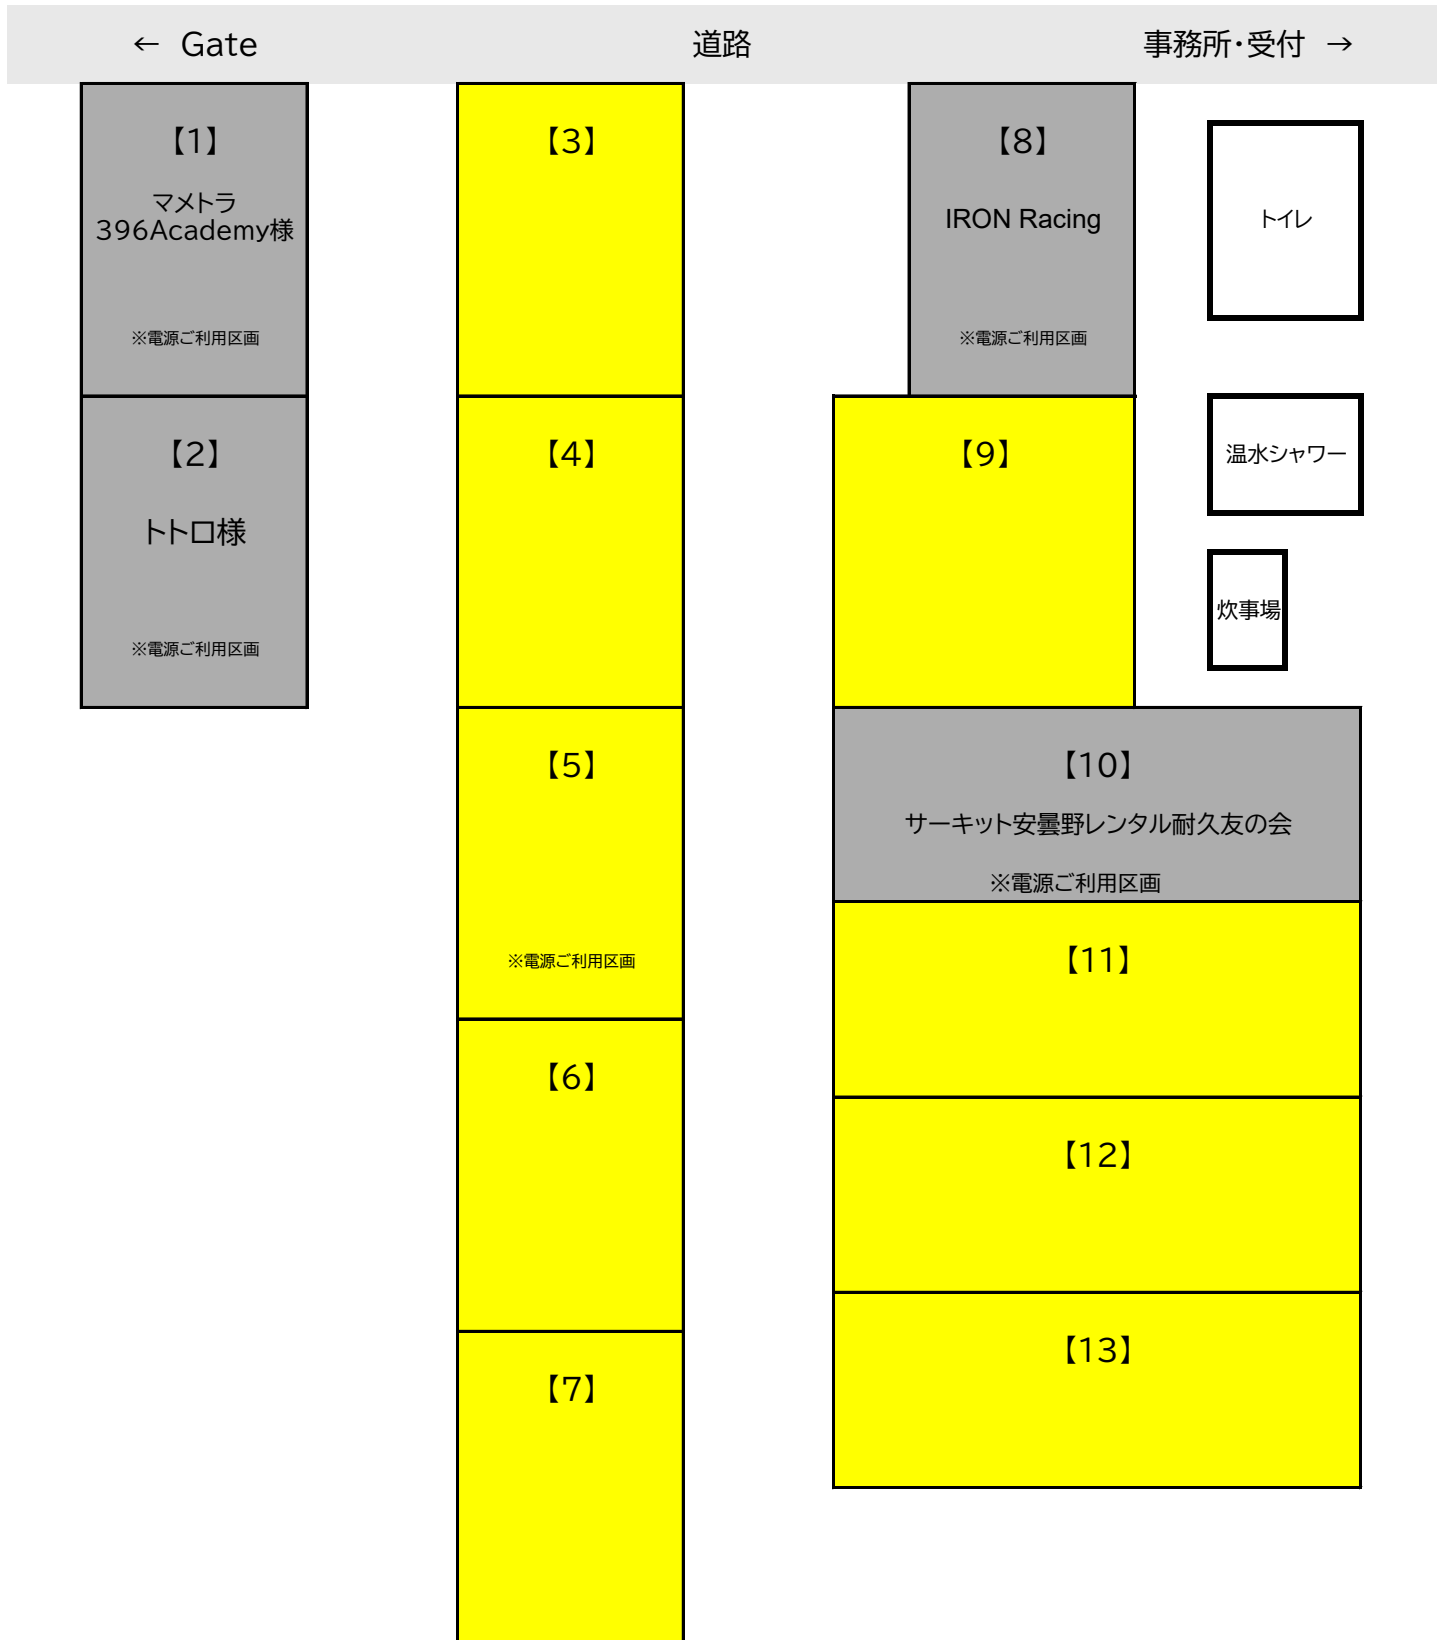 ← Gate
道路
事務所・受付 →
【1】
マメトラ
396Academy様
※電源ご利用区画
【2】
トトロ様
※電源ご利用区画
【3】
【4】
【5】
※電源ご利用区画
【6】
【7】
【8】
IRON Racing
※電源ご利用区画
【9】
【10】
サーキット安曇野レンタル耐久友の会
※電源ご利用区画
【11】
【12】
【13】
トイレ
温水シャワー
炊事場